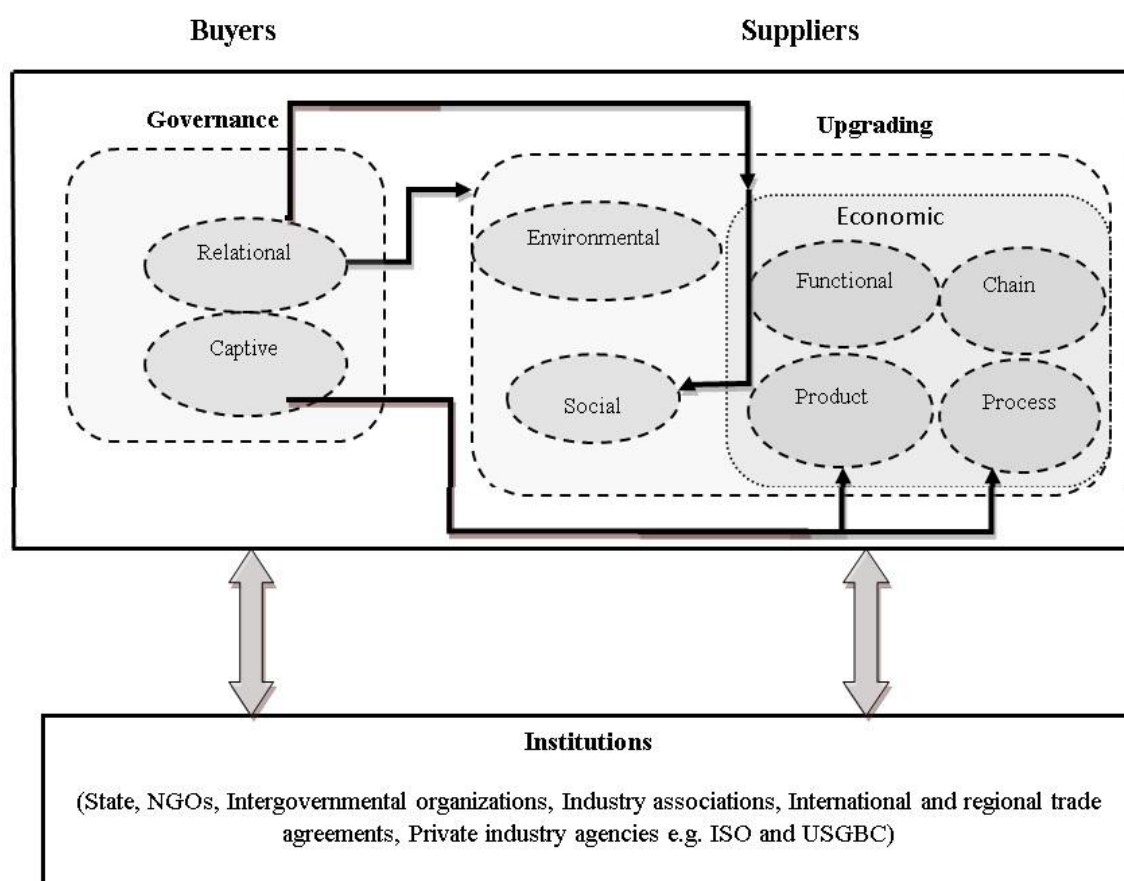 Buyers
Suppliers
Governance
Upgrading
Relational
Captive
Environmental
Social
Economic
Functional
Chain
Product
Process
Institutions
(State, NGOs, Intergovernmental organizations, Industry associations, International and regional trade
agreements, Private industry agencies e.g. ISO and USGBC)